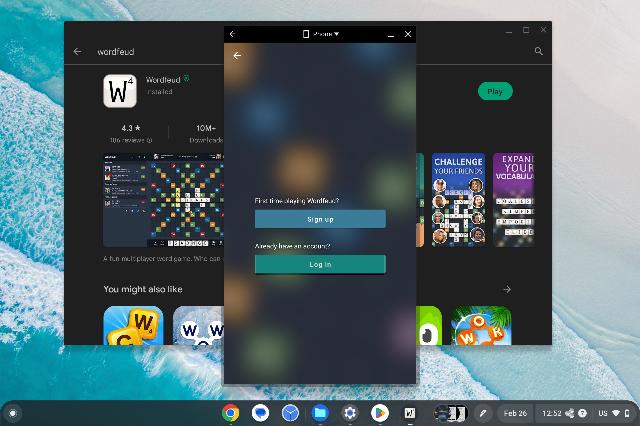 Phone
wordfeud
Wordfeud
Installed
Play
4.3 ★
186 reviews
10M+
Downloads
CHALLENGE
YOUR FRIENDS
EXPAND
YOUR
First time playing Wordfeud?
Sign up
Already have an account?
Log in
A fun multiplayer word game. Who can
You might also like
Feb 26
12:52
US